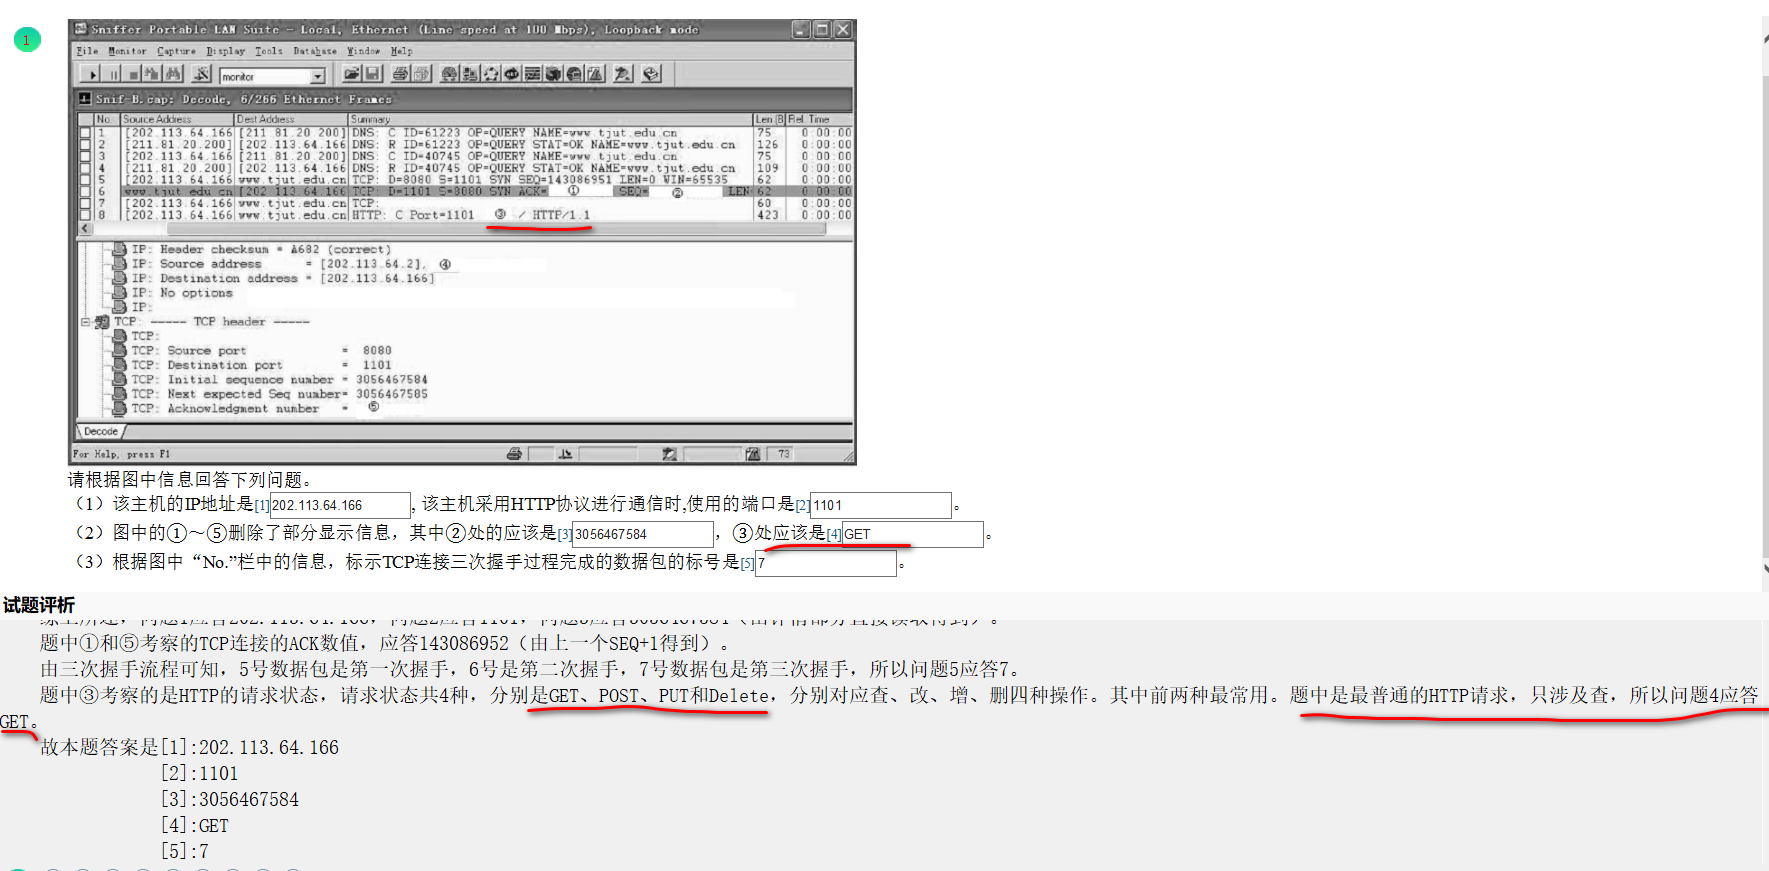 1
Sniffer Portable LAN Suite - Local, Ethernet (Line speed at 100 Mbps), Loopback mode
File Monitor Capture Display Tools Database Window Help
monitor
Snif-B.cap: Decode, 6/266 Ethernet Frames
No. Source Address Dest Address Summary Len (B Rel. Time
1 [202.113.64.166 [211.81.20.200] DNS: C ID=61223 OP=QUERY NAME=www.tjut.edu.cn 75 0:00:00
2 [211.81.20.200] [202.113.64.166 DNS: R ID=61223 OP=QUERY STAT=OK NAME=www.tjut.edu.cn 126 0:00:00
3 [202.113.64.166 [211.81.20.200] DNS: C ID=40745 OP=QUERY NAME=www.tjut.edu.cn 75 0:00:00
4 [211.81.20.200] [202.113.64.166 DNS: R ID=40745 OP=QUERY STAT=OK NAME=www.tjut.edu.cn 109 0:00:00
5 [202.113.64.166 www.tjut.edu.cn TCP: D=8080 S=1101 SYN SEQ=143086951 LEN=0 WIN=65535 62 0:00:00
6 www.tjut.edu.cn [202.113.64.166 TCP: D=1101 S=8080 SYN ACK= ① SEQ= ② LEN 62 0:00:00
7 [202.113.64.166 www.tjut.edu.cn TCP: 60 0:00:00
8 [202.113.64.166 www.tjut.edu.cn HTTP: C Port=1101 ③ / HTTP/1.1 423 0:00:00
IP: Header checksum = A682 (correct)
IP: Source address = [202.113.64.2], ④
IP: Destination address = [202.113.64.166]
IP: No options
IP:
TCP: ----- TCP header -----
TCP:
TCP: Source port = 8080
TCP: Destination port = 1101
TCP: Initial sequence number = 3056467584
TCP: Next expected Seq number= 3056467585
TCP: Acknowledgment number = ⑤
Decode
For Help, press F1 73
请根据图中信息回答下列问题。
（1）该主机的IP地址是[1]202.113.64.166, 该主机采用HTTP协议进行通信时,使用的端口是[2]1101。
（2）图中的①～⑤删除了部分显示信息，其中②处的应该是[3]3056467584，③处应该是[4]GET。
（3）根据图中“No.”栏中的信息，标示TCP连接三次握手过程完成的数据包的标号是[5]7。
试题评析
题中①和⑤考察的TCP连接的ACK数值，应答143086952（由上一个SEQ+1得到）。
由三次握手流程可知，5号数据包是第一次握手，6号是第二次握手，7号数据包是第三次握手，所以问题5应答7。
题中③考察的是HTTP的请求状态，请求状态共4种，分别是GET、POST、PUT和Delete，分别对应查、改、增、删四种操作。其中前两种最常用。题中是最普通的HTTP请求，只涉及查，所以问题4应答
GET。
故本题答案是[1]:202.113.64.166
[2]:1101
[3]:3056467584
[4]:GET
[5]:7